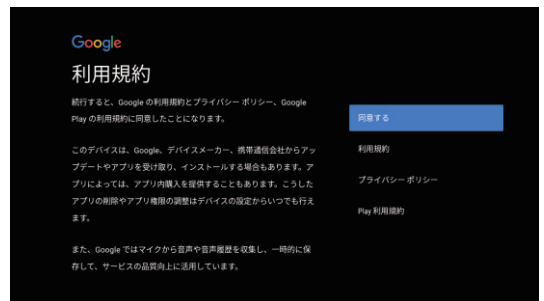 Google
利用規約
続行すると、Google の利用規約とプライバシー ポリシー、Google
Play の利用規約に同意したことになります。
このデバイスは、Google、デバイスメーカー、携帯通信会社からアッ
プデートやアプリを受け取り、インストールする場合もあります。ア
プリによっては、アプリ内購入を提供することもあります。こうした
アプリの削除やアプリ権限の調整はデバイスの設定からいつでも行え
ます。
また、Google ではマイクから音声や音声履歴を収集し、一時的に保
存して、サービスの品質向上に活用しています。
同意する
利用規約
プライバシー ポリシー
Play 利用規約